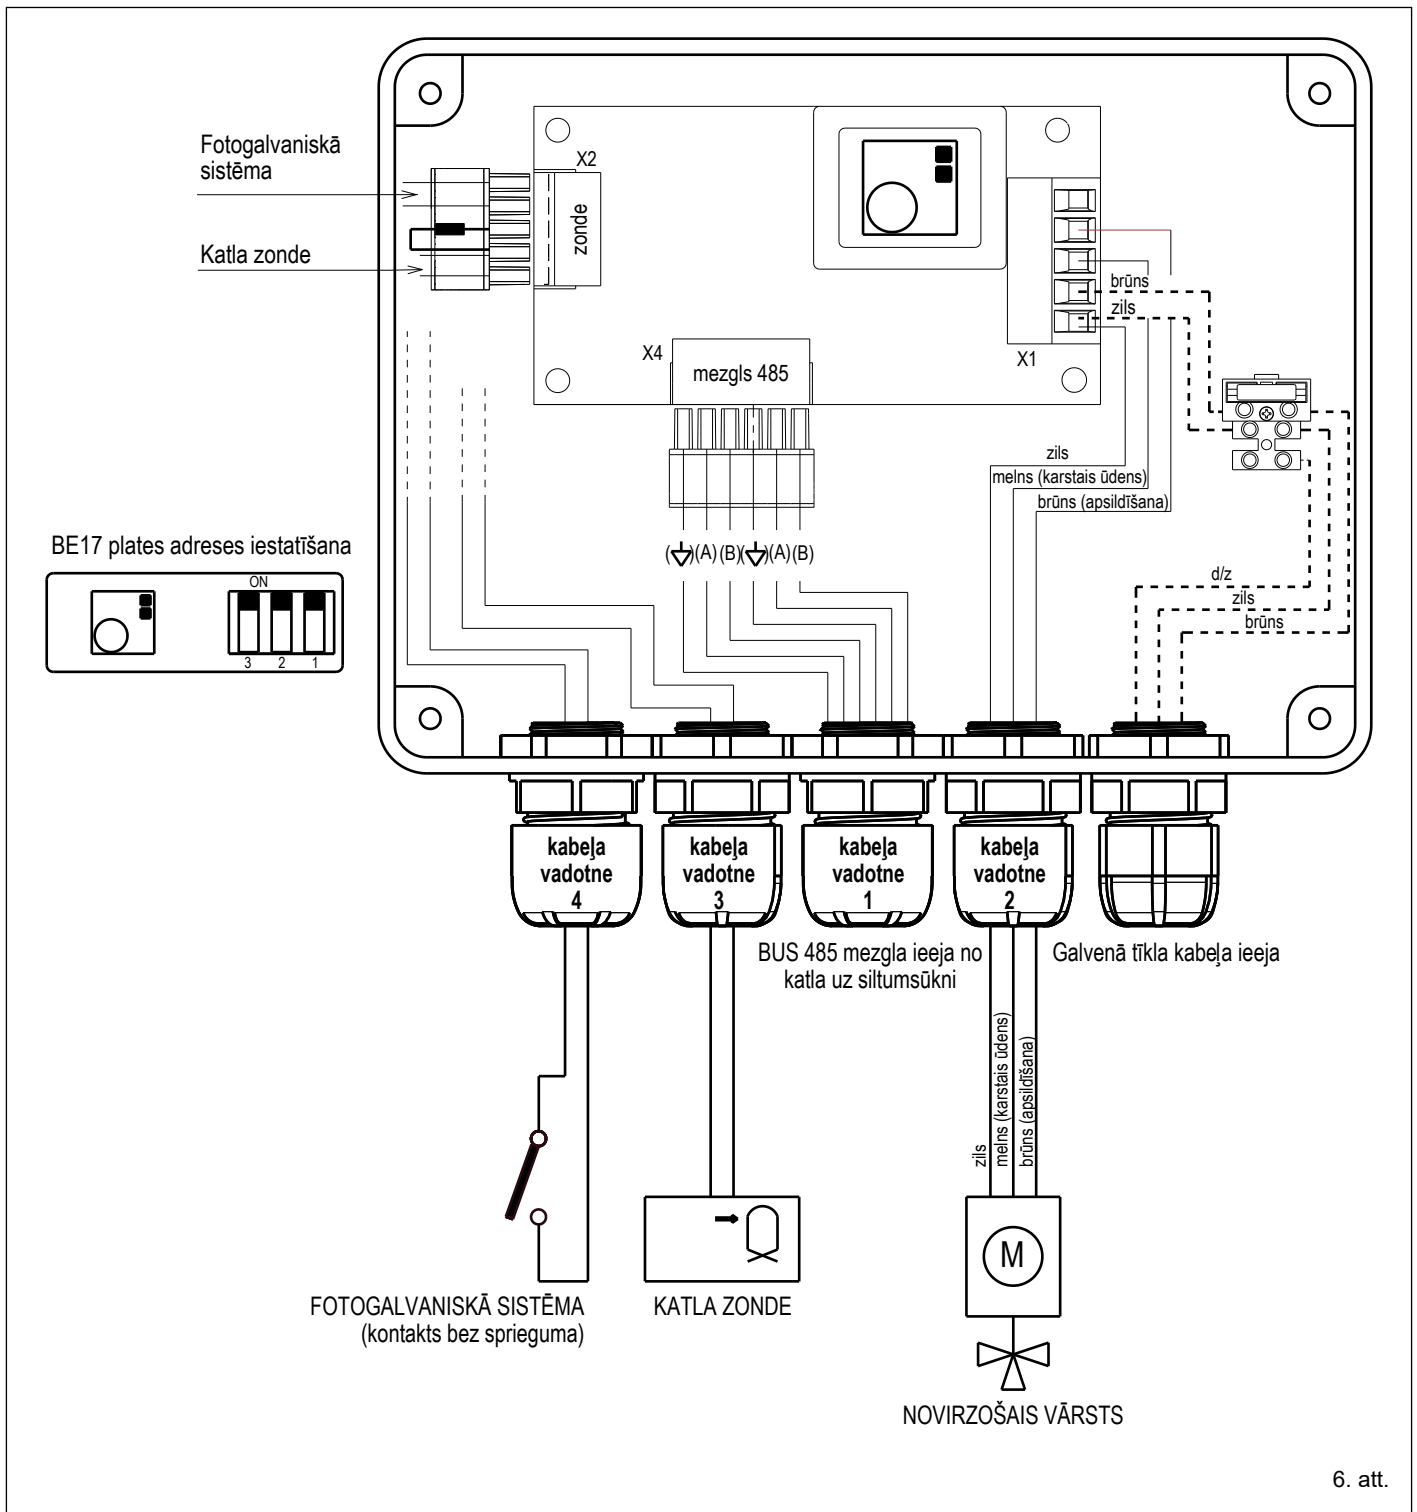 Fotogalvaniskā
sistēma
Katla zonde
X2
zonde
brūns
zils
X1
X4
mezgls 485
zils
melns (karstais ūdens)
brūns (apsildīšana)
( ) (A) (B) ( ) (A) (B)
BE17 plates adreses iestatīšana
ON
3 2 1
d/z
zils
brūns
kabeļa
vadotne
4
kabeļa
vadotne
3
kabeļa
vadotne
1
kabeļa
vadotne
2
BUS 485 mezgla ieeja no
katla uz siltumsūkni
Galvenā tīkla kabeļa ieeja
zils
melns (karstais ūdens)
brūns (apsildīšana)
M
FOTOGALVANISKĀ SISTĒMA
(kontakts bez sprieguma)
KATLA ZONDE
NOVIRZOŠAIS VĀRSTS
6. att.